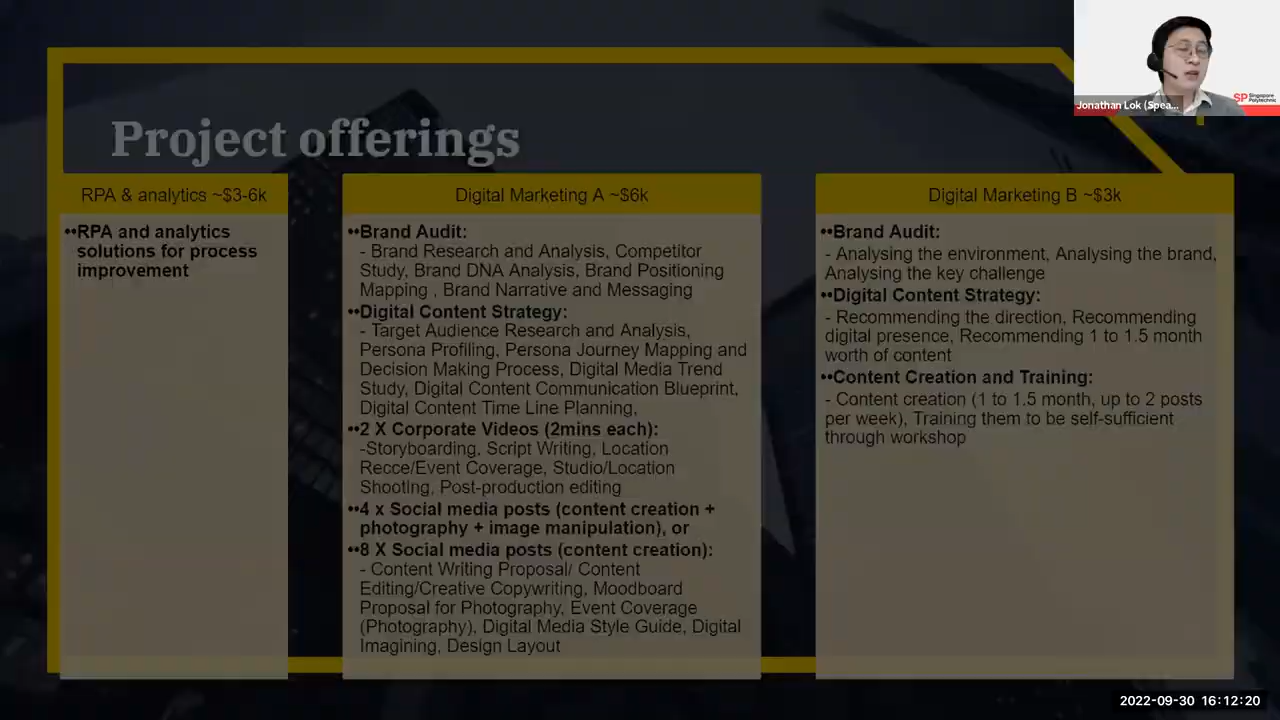 Project offerings
RPA & analytics ~$3-6k
••RPA and analytics
solutions for process
improvement
Digital Marketing A ~$6k
••Brand Audit:
- Brand Research and Analysis, Competitor
Study, Brand DNA Analysis, Brand Positioning
Mapping , Brand Narrative and Messaging
••Digital Content Strategy:
- Target Audience Research and Analysis,
Persona Profiling, Persona Journey Mapping and
Decision Making Process, Digital Media Trend
Study, Digital Content Communication Blueprint,
Digital Content Time Line Planning,
••2 X Corporate Videos (2mins each):
-Storyboarding, Script Writing, Location
Recce/Event Coverage, Studio/Location
Shooting, Post-production editing
••4 x Social media posts (content creation +
photography + image manipulation), or
••8 X Social media posts (content creation):
- Content Writing Proposal/ Content
Editing/Creative Copywriting, Moodboard
Proposal for Photography, Event Coverage
(Photography), Digital Media Style Guide, Digital
Imagining, Design Layout
Digital Marketing B ~$3k
••Brand Audit:
- Analysing the environment, Analysing the brand,
Analysing the key challenge
••Digital Content Strategy:
- Recommending the direction, Recommending
digital presence, Recommending 1 to 1.5 month
worth of content
••Content Creation and Training:
- Content creation (1 to 1.5 month, up to 2 posts
per week), Training them to be self-sufficient
through workshop
SP Singapore
Polytechnic
Jonathan Lok (Spea...
2022-09-30 16:12:20